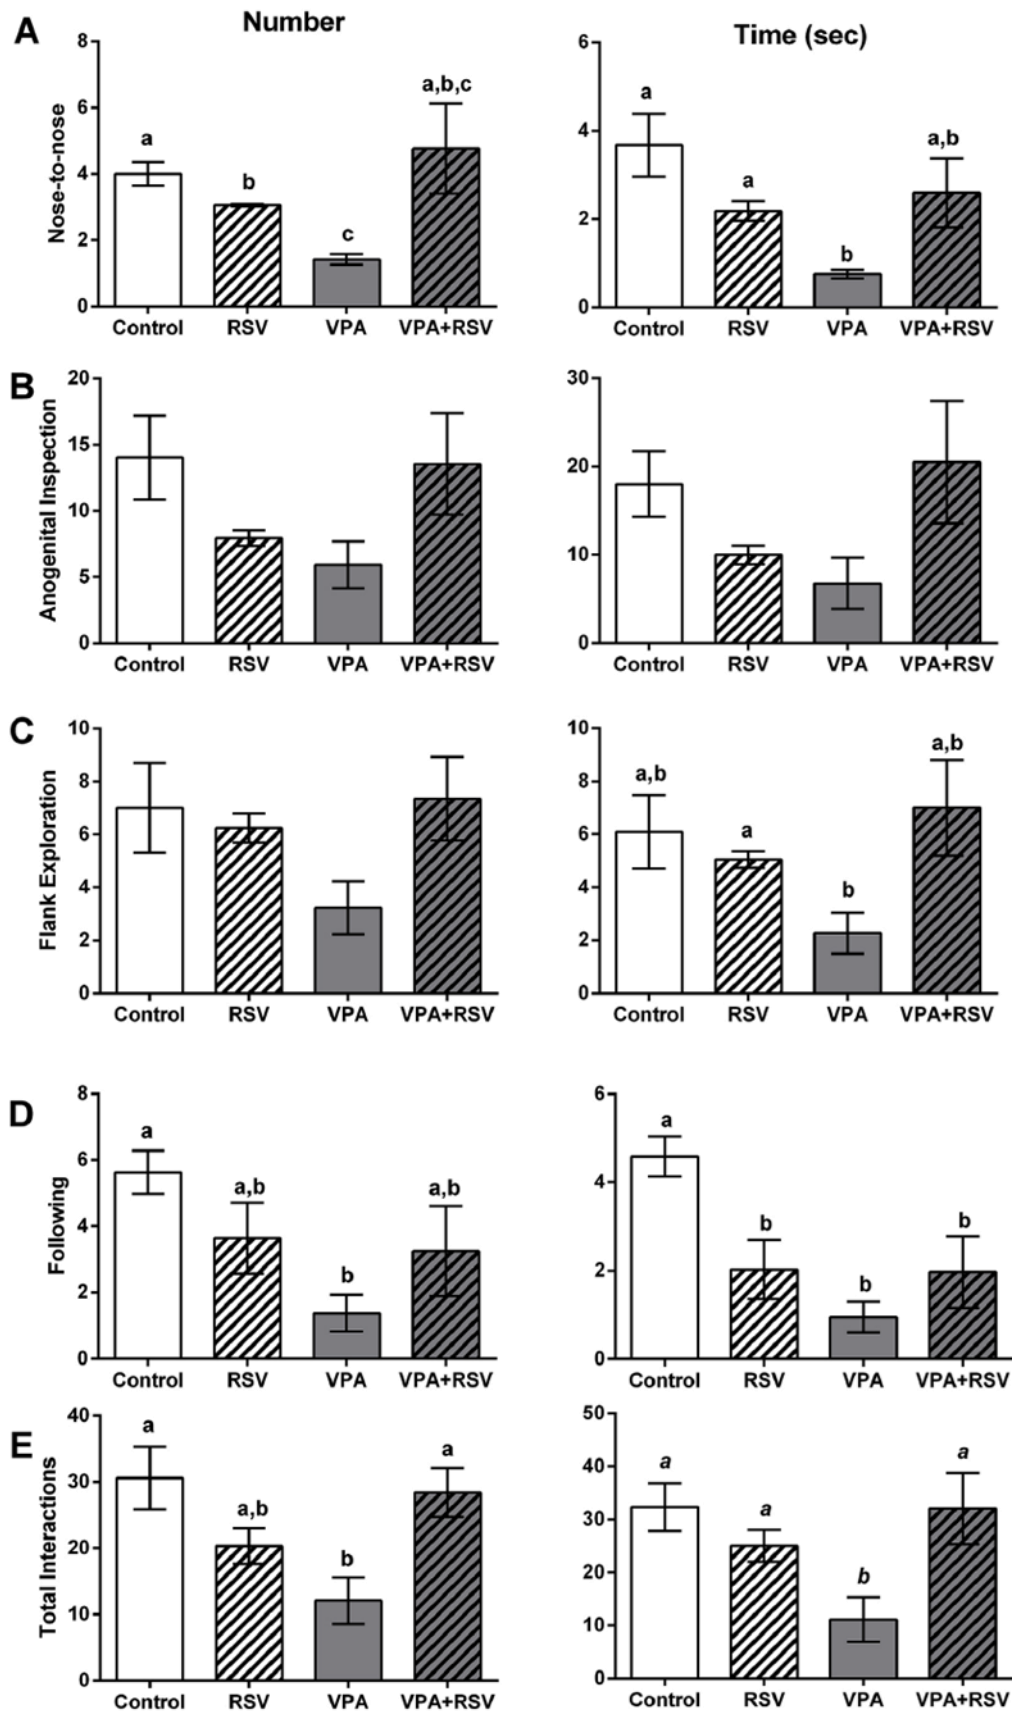 A
Number
Time (sec)
Nose-to-nose
8
6
4
2
0
a
b
c
a,b,c
Control RSV VPA VPA+RSV
6
4
2
0
a
a
b
a,b
Control RSV VPA VPA+RSV
B
Anogenital Inspection
20
15
10
5
0
Control RSV VPA VPA+RSV
30
20
10
0
Control RSV VPA VPA+RSV
C
Flank Exploration
10
8
6
4
2
0
Control RSV VPA VPA+RSV
10
8
6
4
2
0
a,b
a
b
a,b
Control RSV VPA VPA+RSV
D
Following
8
6
4
2
0
a
a,b
b
a,b
Control RSV VPA VPA+RSV
6
4
2
0
a
b
b
b
Control RSV VPA VPA+RSV
E
Total Interactions
40
30
20
10
0
a
a,b
b
a
Control RSV VPA VPA+RSV
50
40
30
20
10
0
a
a
b
a
Control RSV VPA VPA+RSV